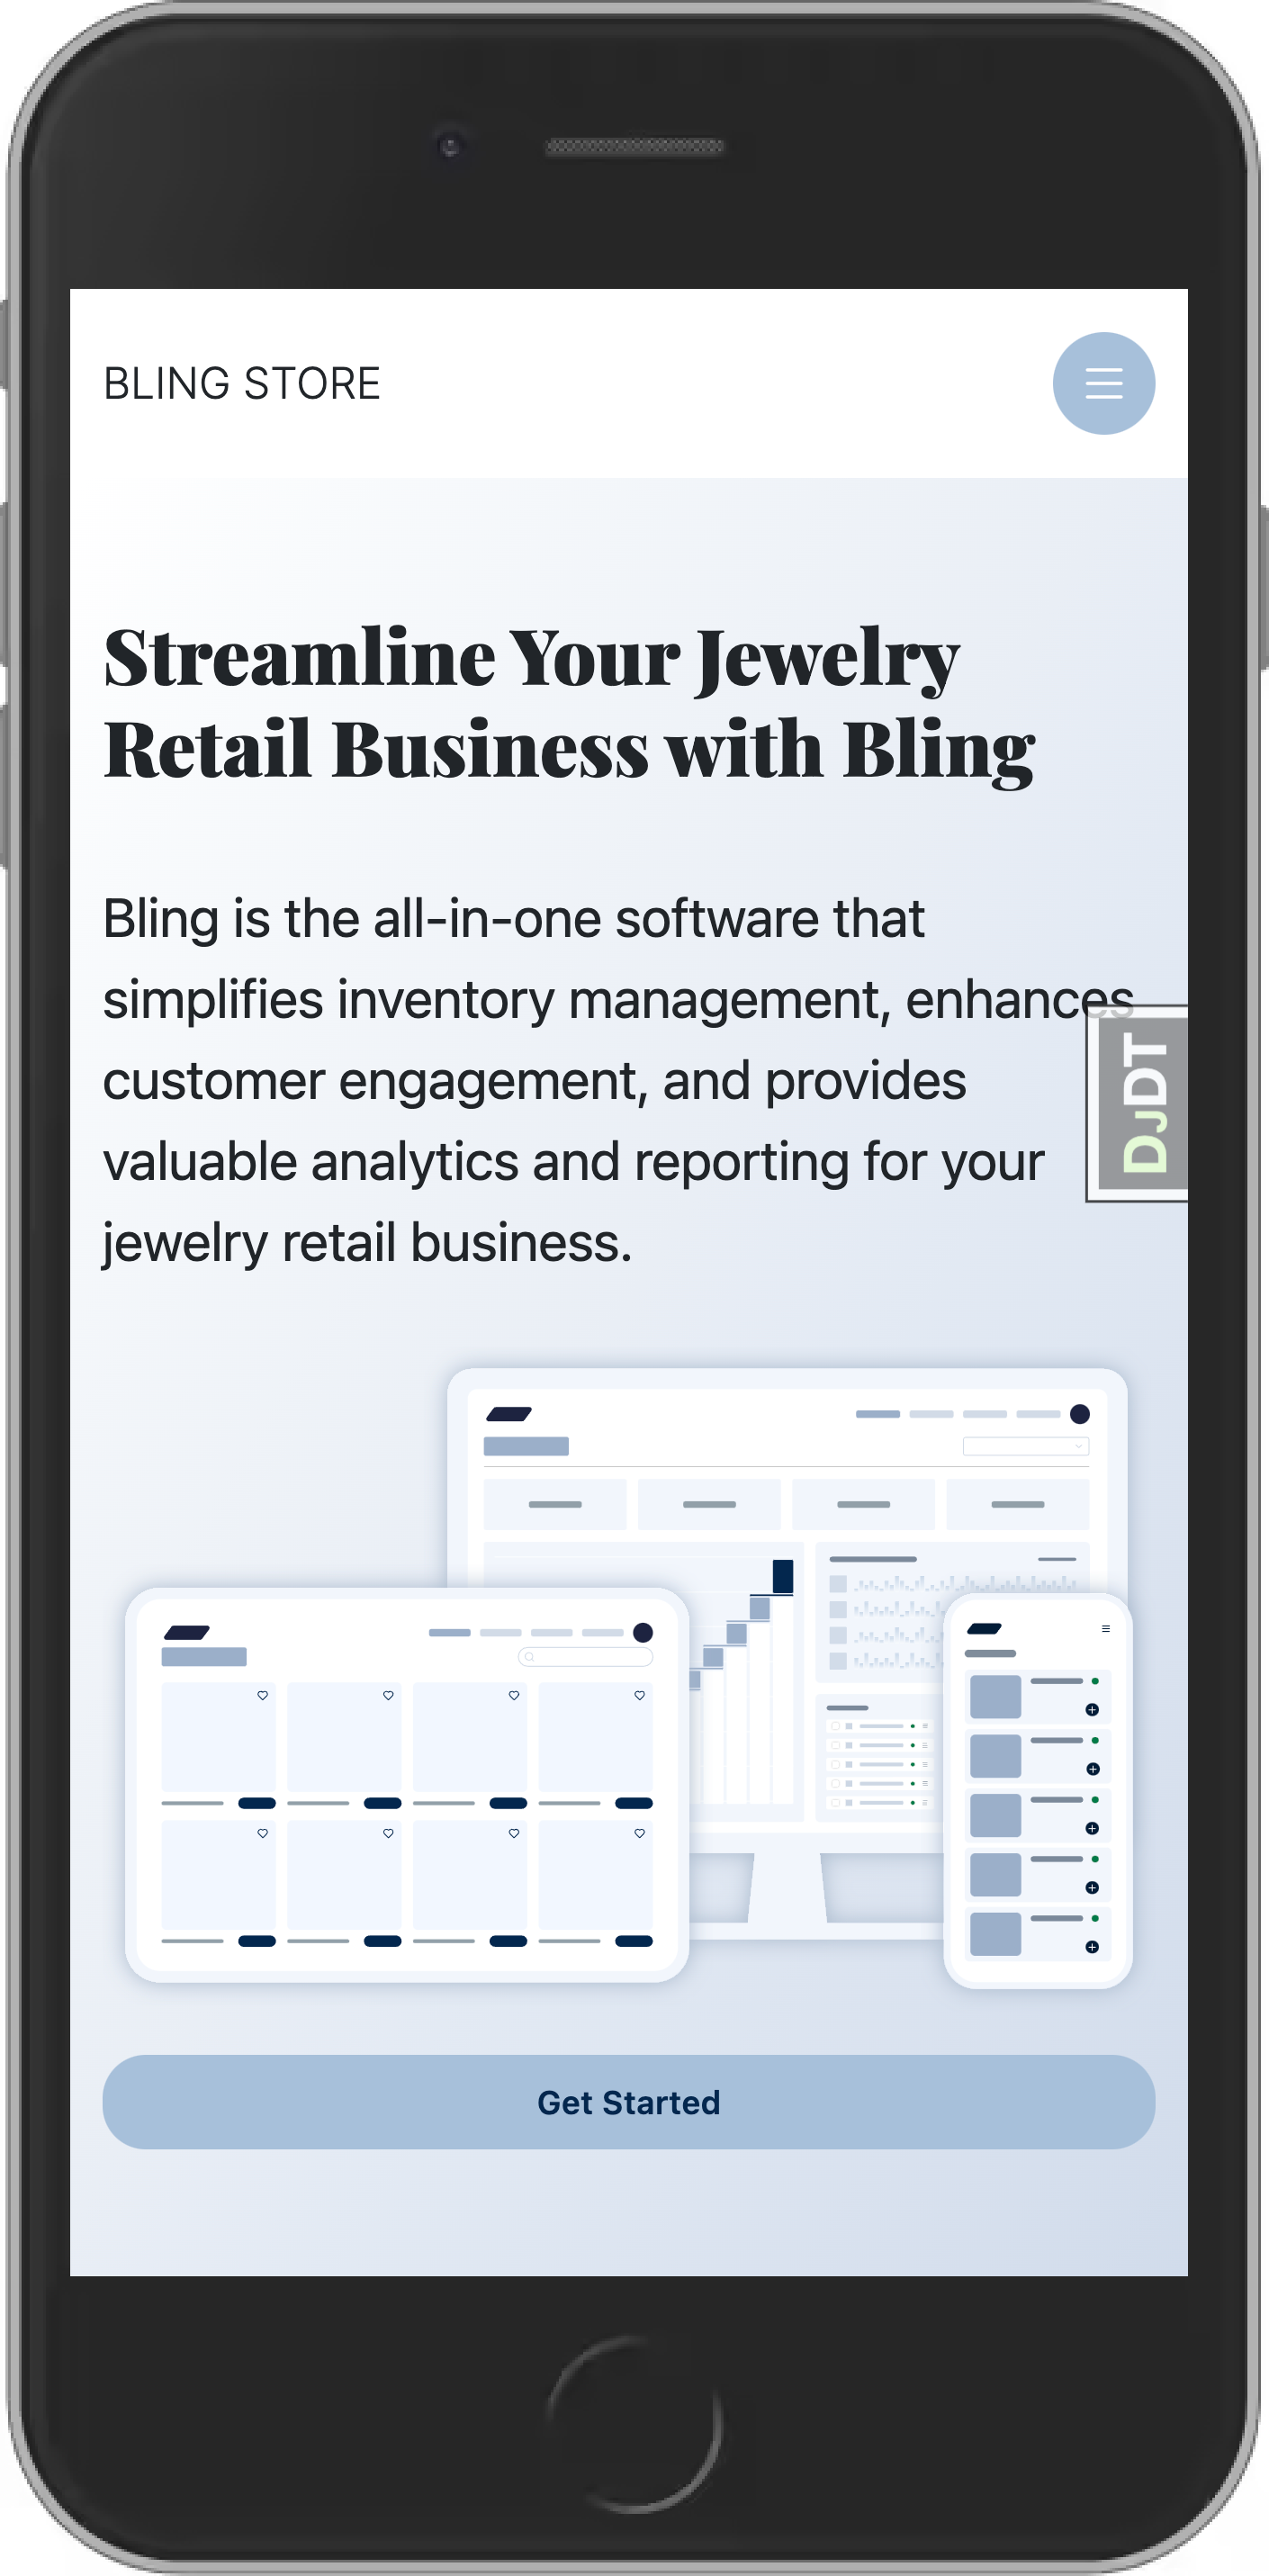 BLING STORE
Streamline Your Jewelry
Retail Business with Bling
Bling is the all-in-one software that
simplifies inventory management, enhances
customer engagement, and provides
valuable analytics and reporting for your
jewelry retail business.
DJDT
Get Started